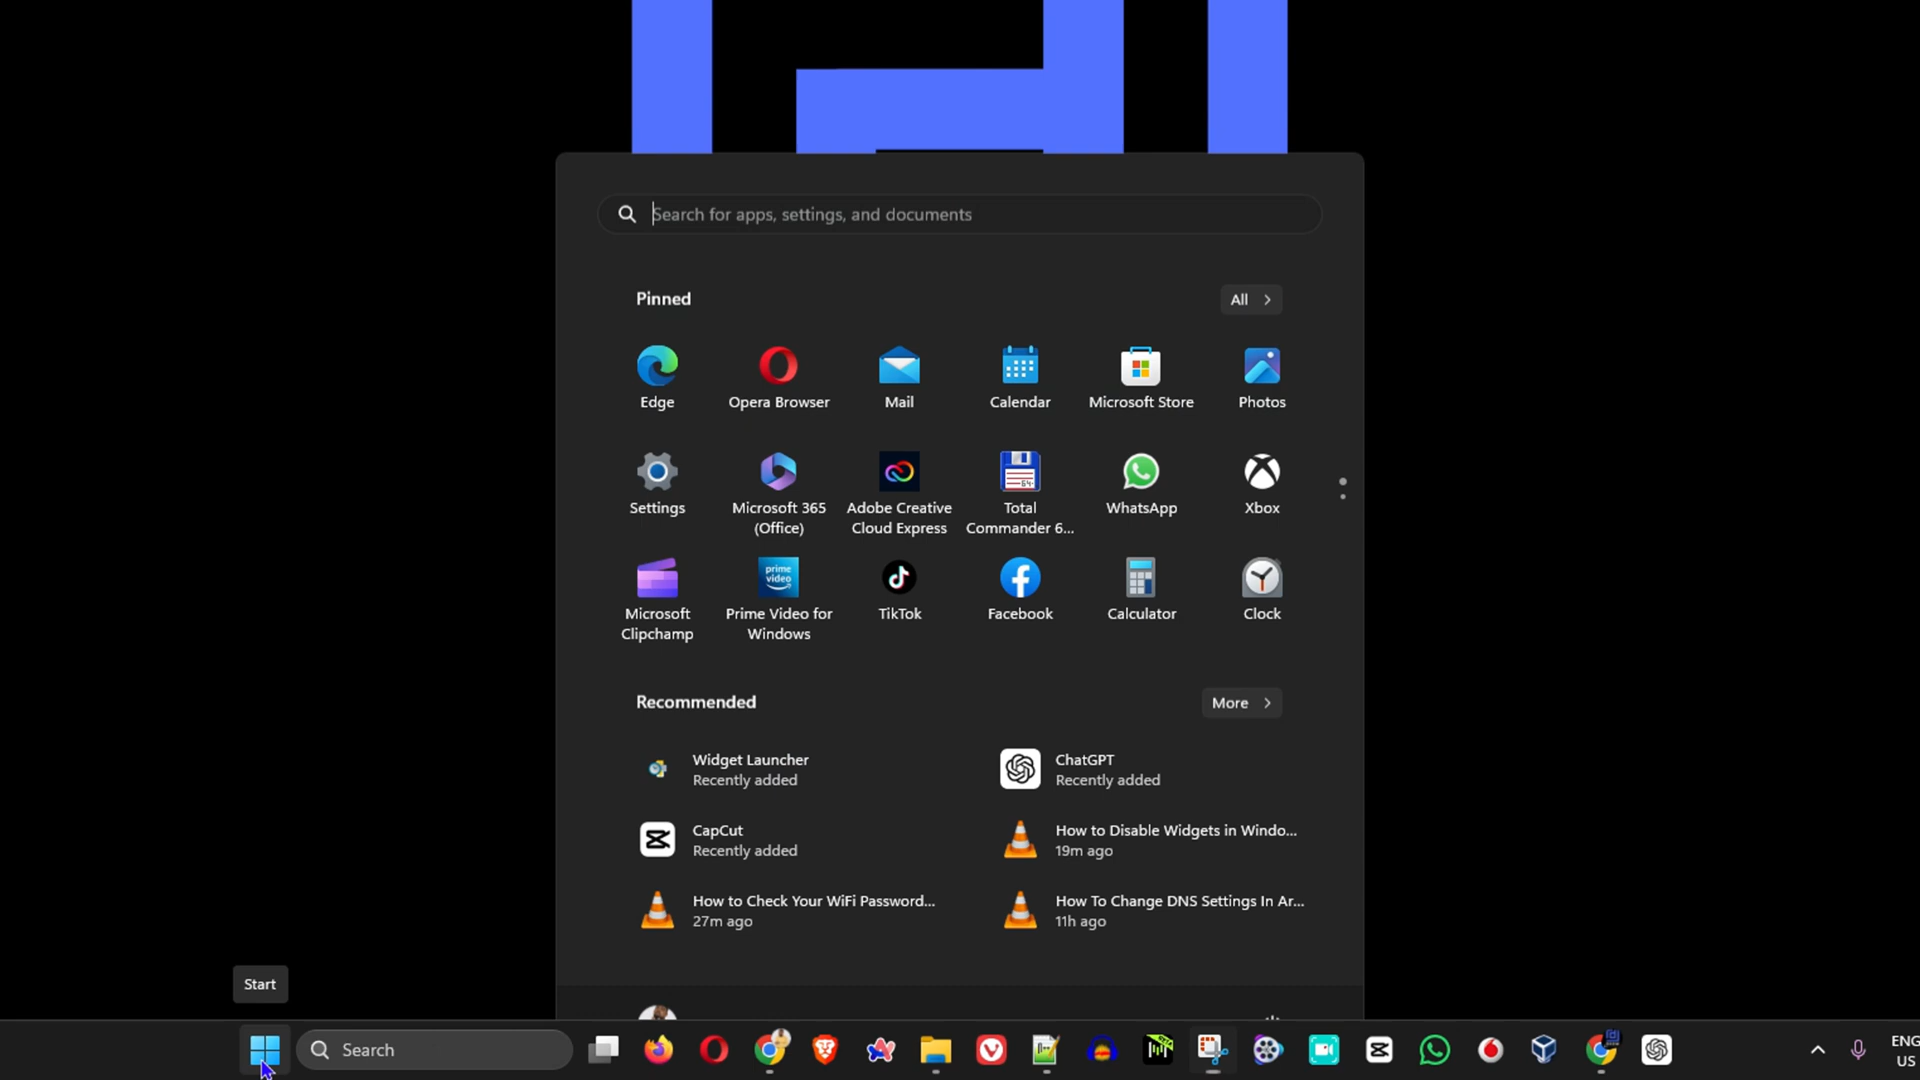 Search for apps, settings, and documents
Pinned
All
Edge
Opera Browser
Mail
Calendar
Microsoft Store
Photos
Settings
Microsoft 365
(Office)
Adobe Creative
Cloud Express
Total
Commander 6...
WhatsApp
Xbox
prime
video
Microsoft
Clipchamp
Prime Video for
Windows
TikTok
Facebook
Calculator
Clock
Recommended
More
Widget Launcher
Recently added
ChatGPT
Recently added
CapCut
Recently added
How to Disable Widgets in Windo...
19m ago
How to Check Your WiFi Password...
27m ago
How To Change DNS Settings In Ar...
11h ago
Start
Search
ENG
US